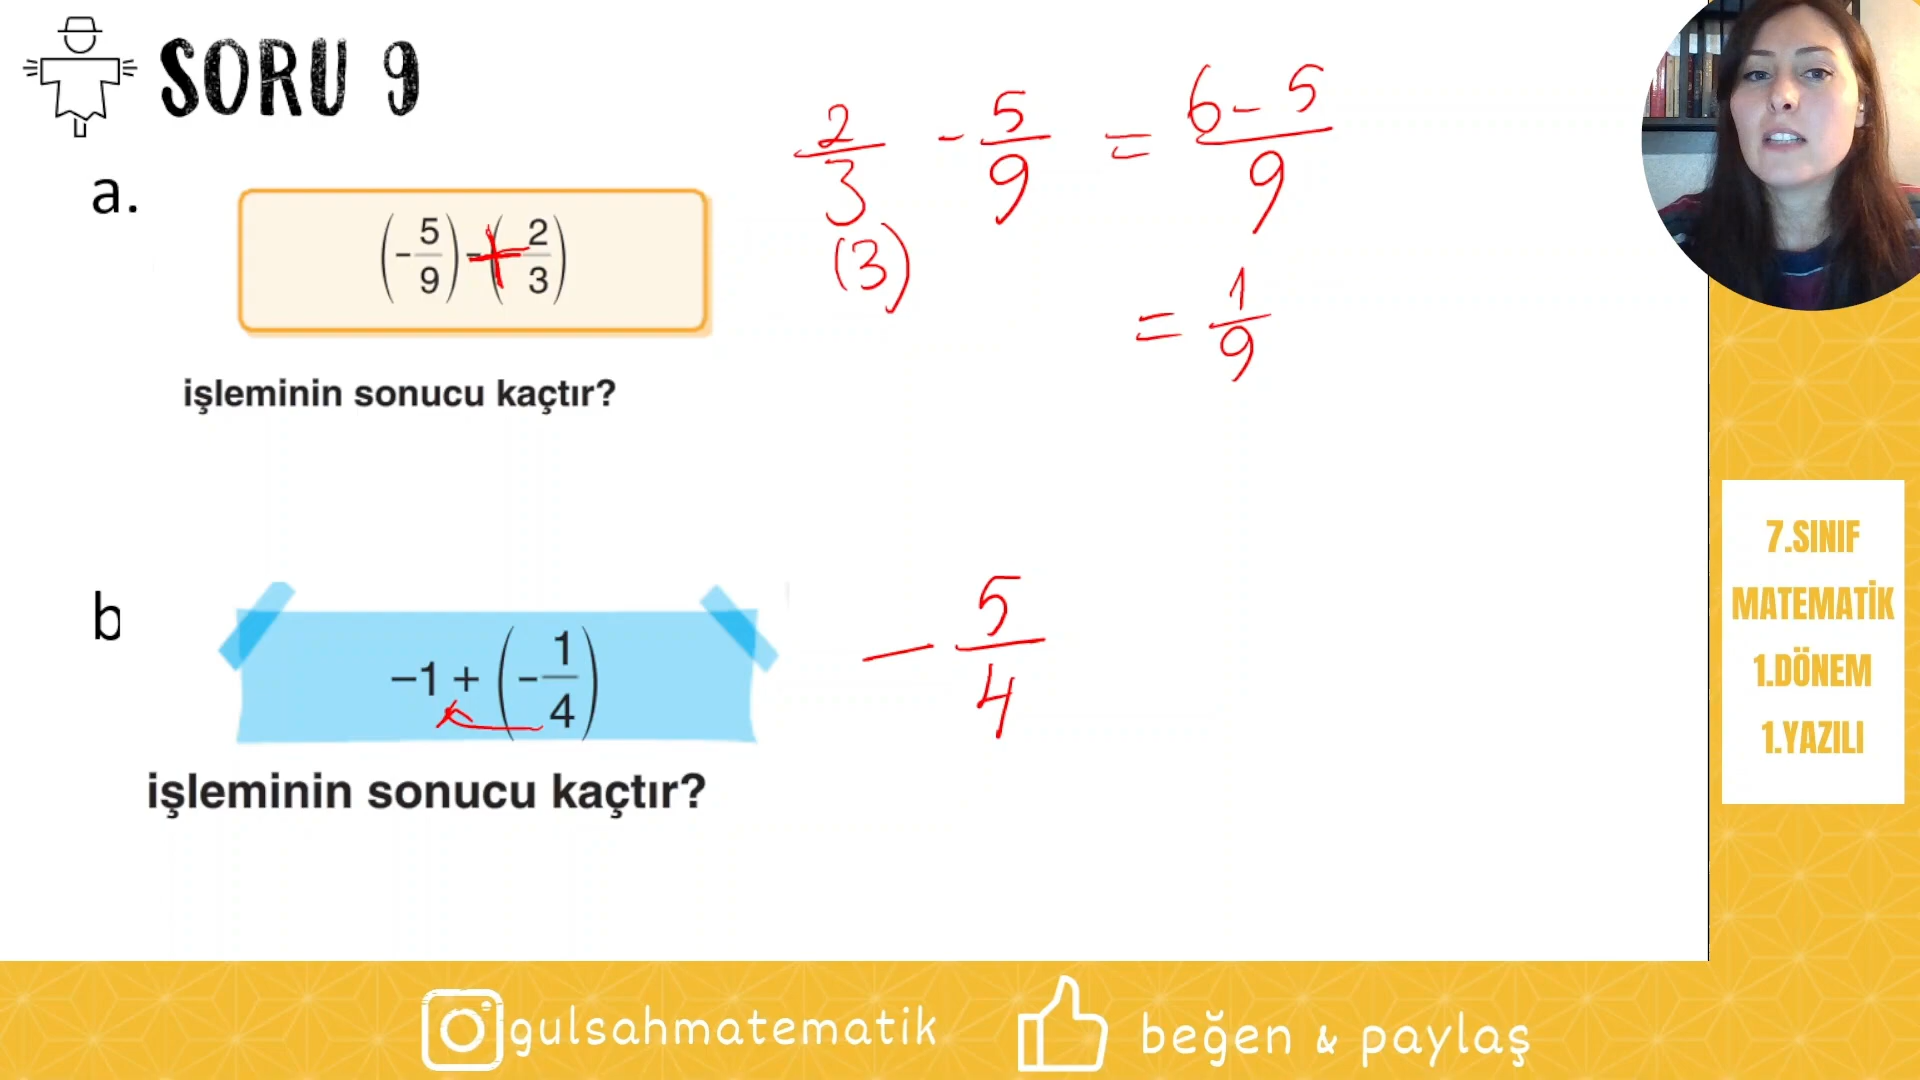 SORU 9
a.
(-5/9) - (-2/3)
işleminin sonucu kaçtır?
2/3 - 5/9 = 6-5/9
(3)
= 1/9
b
-1 + (-1/4)
işleminin sonucu kaçtır?
- 5/4
7.SINIF
MATEMATİK
1.DÖNEM
1.YAZILI
gulsahmatematik
beğen & paylaş